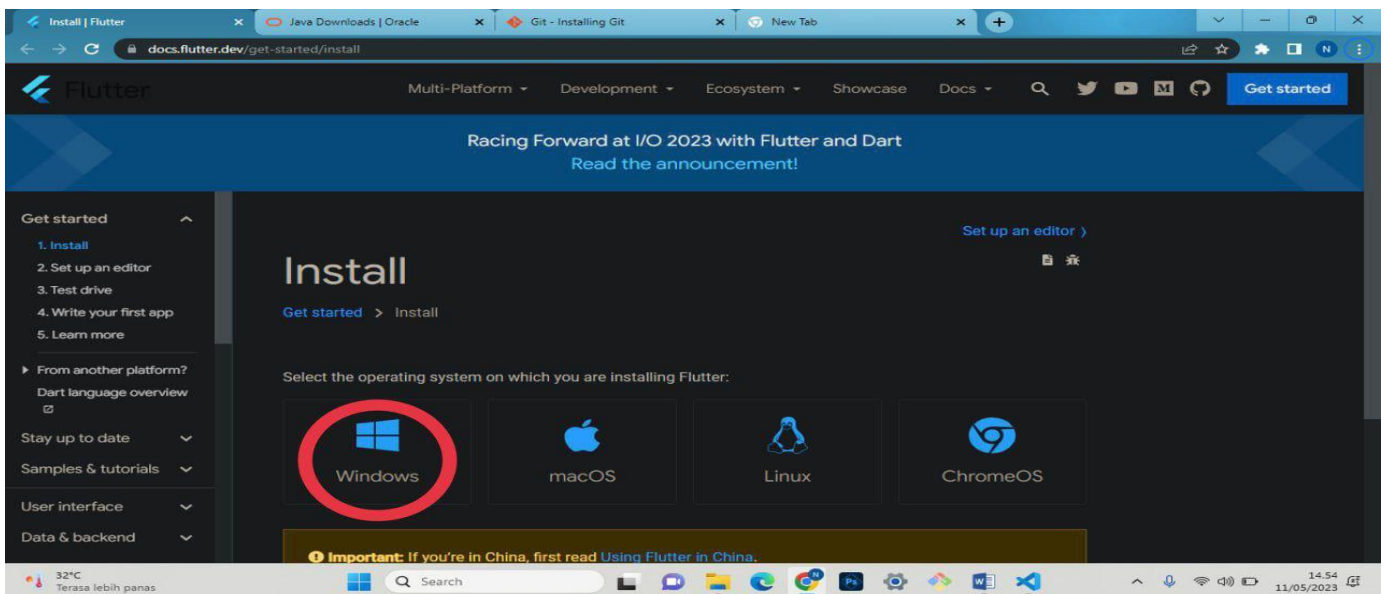 Install | Flutter
Java Downloads | Oracle
Git - Installing Git
New Tab
docs.flutter.dev/get-started/install
N
Flutter
Multi-Platform
Development
Ecosystem
Showcase
Docs
Get started
Racing Forward at I/O 2023 with Flutter and Dart
Read the announcement!
Get started
1. Install
2. Set up an editor
3. Test drive
4. Write your first app
5. Learn more
From another platform?
Dart language overview
Stay up to date
Samples & tutorials
User interface
Data & backend
Set up an editor
Install
Get started > Install
Select the operating system on which you are installing Flutter:
Windows
macOS
Linux
ChromeOS
Important: If you're in China, first read Using Flutter in China.
32°C
Terasa lebih panas
Search
Ps
14.54
11/05/2023